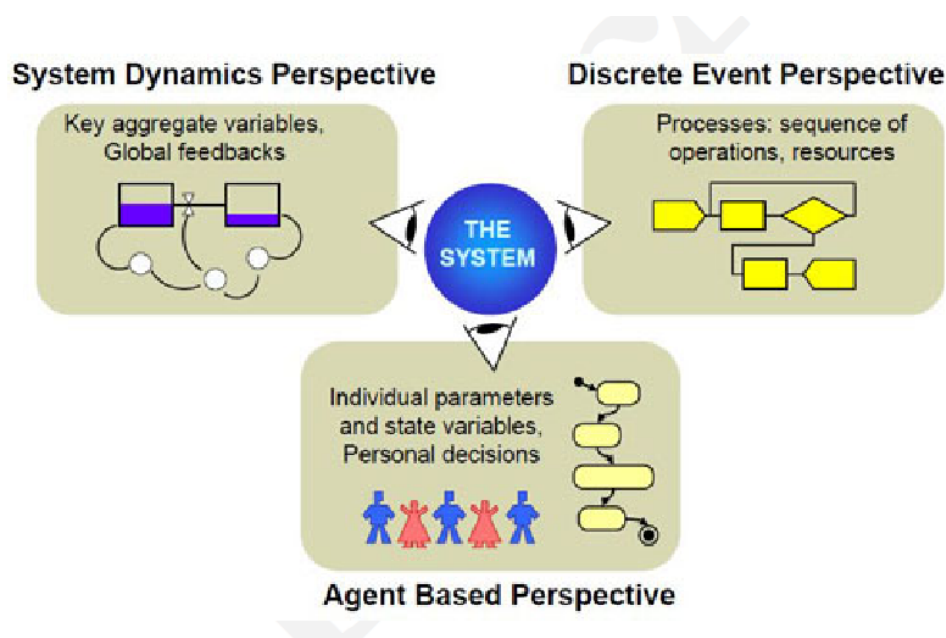 System Dynamics Perspective
Key aggregate variables,
Global feedbacks
Discrete Event Perspective
Processes: sequence of
operations, resources
THE
SYSTEM
Individual parameters
and state variables,
Personal decisions
Agent Based Perspective